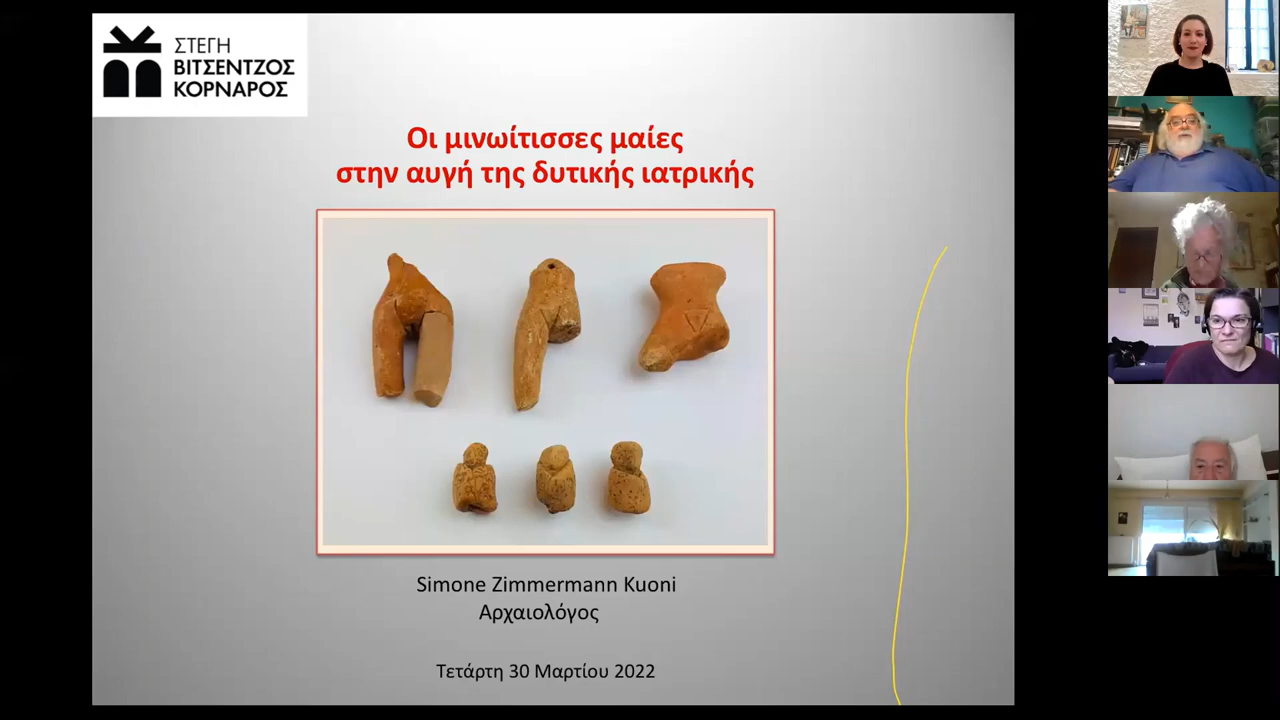 ΣΤΕΓΗ
ΒΙΤΣΕΝΤΖΟΣ
ΚΟΡΝΑΡΟΣ
Οι μινωίτισσες μαίες
στην αυγή της δυτικής ιατρικής
Simone Zimmermann Kuoni
Αρχαιολόγος
Τετάρτη 30 Μαρτίου 2022